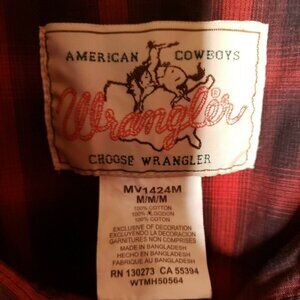 AMERICAN COWBOYS
Wrangler
CHOOSE WRANGLER
MV1424M
M/M/M
100% COTTON
100% ALGODON
100% COTON
EXCLUSIVE OF DECORATION
EXCLUYENDO LA DECORACION
GARNITURES NON COMPRISES
MADE IN BANGLADESH
HECHO EN BANGLADESH
FABRIQUE AU BANGLADESH
RN 130273 CA 55394
WTMH50564